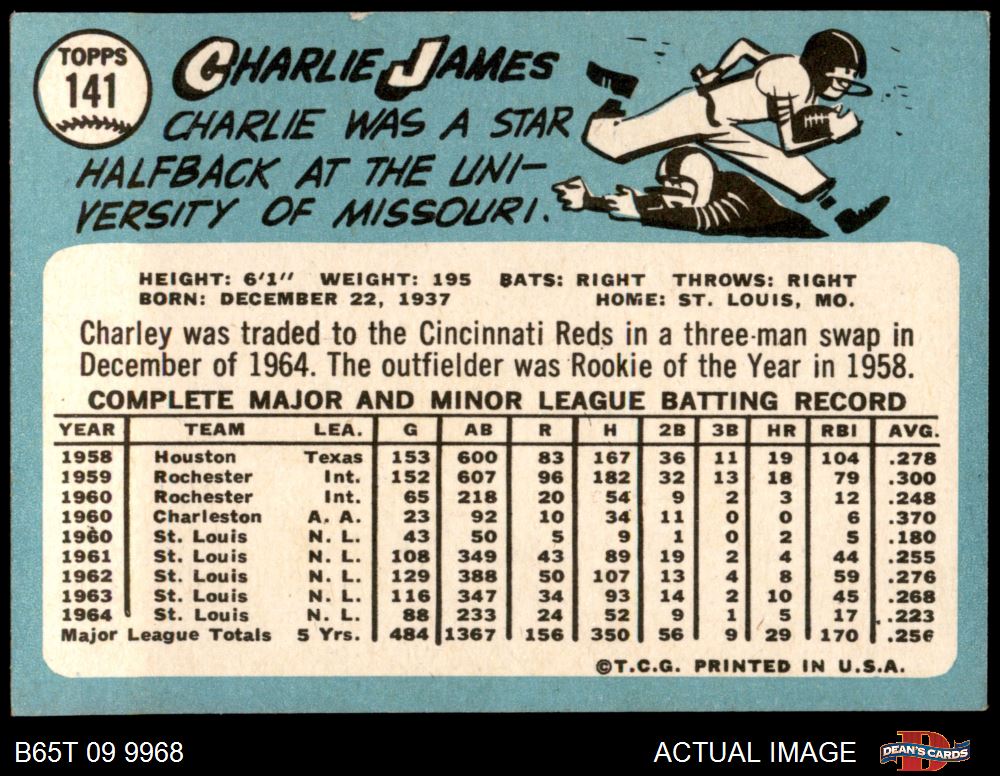 TOPPS
141
CHARLIE JAMES
CHARLIE WAS A STAR
HALFBACK AT THE UNI-
VERSITY OF MISSOURI.
HEIGHT: 6'1" WEIGHT: 195 BATS: RIGHT THROWS: RIGHT
BORN: DECEMBER 22, 1937 HOME: ST. LOUIS, MO.
Charley was traded to the Cincinnati Reds in a three-man swap in
December of 1964. The outfielder was Rookie of the Year in 1958.
COMPLETE MAJOR AND MINOR LEAGUE BATTING RECORD
YEAR TEAM LEA. G AB R H 2B 3B HR RBI AVG.
1958 Houston Texas 153 600 83 167 36 11 19 104 .278
1959 Rochester Int. 152 607 96 182 32 13 18 79 .300
1960 Rochester Int. 65 218 20 54 9 2 3 12 .248
1960 Charleston A. A. 23 92 10 34 11 0 0 6 .370
1960 St. Louis N. L. 43 50 5 9 1 0 2 5 .180
1961 St. Louis N. L. 108 349 43 89 19 2 4 44 .255
1962 St. Louis N. L. 129 388 50 107 13 4 8 59 .276
1963 St. Louis N. L. 116 347 34 93 14 2 10 45 .268
1964 St. Louis N. L. 88 233 24 52 9 1 5 17 .223
Major League Totals 5 Yrs. 484 1367 156 350 56 9 29 170 .256
©T.C.G. PRINTED IN U.S.A.
B65T 09 9968 ACTUAL IMAGE DEAN'S CARDS